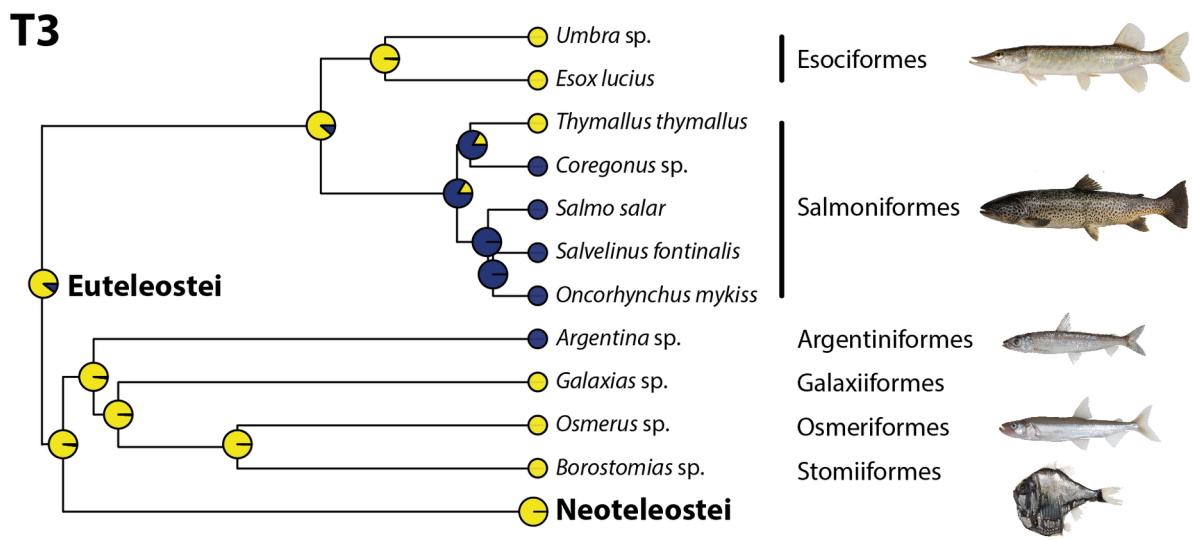 T3
Umbra sp.
Esox lucius
Esociformes
Thymallus thymallus
Coregonus sp.
Salmo salar
Salmoniformes
Salvelinus fontinalis
Oncorhynchus mykiss
Euteleostei
Argentina sp.
Argentiniformes
Galaxias sp.
Galaxiiformes
Osmerus sp.
Osmeriformes
Borostomias sp.
Stomiiformes
Neoteleostei